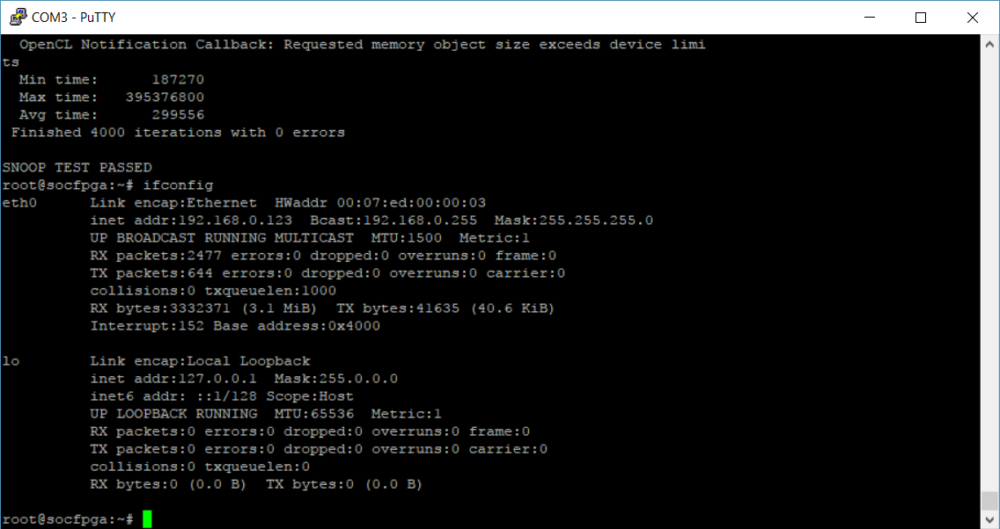 COM3 - PuTTY
OpenCL Notification Callback: Requested memory object size exceeds device limi
ts
Min time:      187270
Max time:   395376800
Avg time:      299556
Finished 4000 iterations with 0 errors
SNOOP TEST PASSED
root@socfpga:~# ifconfig
eth0      Link encap:Ethernet  HWaddr 00:07:ed:00:00:03
inet addr:192.168.0.123  Bcast:192.168.0.255  Mask:255.255.255.0
UP BROADCAST RUNNING MULTICAST  MTU:1500  Metric:1
RX packets:2477 errors:0 dropped:0 overruns:0 frame:0
TX packets:644 errors:0 dropped:0 overruns:0 carrier:0
collisions:0 txqueuelen:1000
RX bytes:3332371 (3.1 MiB)  TX bytes:41635 (40.6 KiB)
Interrupt:152 Base address:0x4000
lo        Link encap:Local Loopback
inet addr:127.0.0.1  Mask:255.0.0.0
inet6 addr: ::1/128 Scope:Host
UP LOOPBACK RUNNING  MTU:65536  Metric:1
RX packets:0 errors:0 dropped:0 overruns:0 frame:0
TX packets:0 errors:0 dropped:0 overruns:0 carrier:0
collisions:0 txqueuelen:0
RX bytes:0 (0.0 B)  TX bytes:0 (0.0 B)
root@socfpga:~#